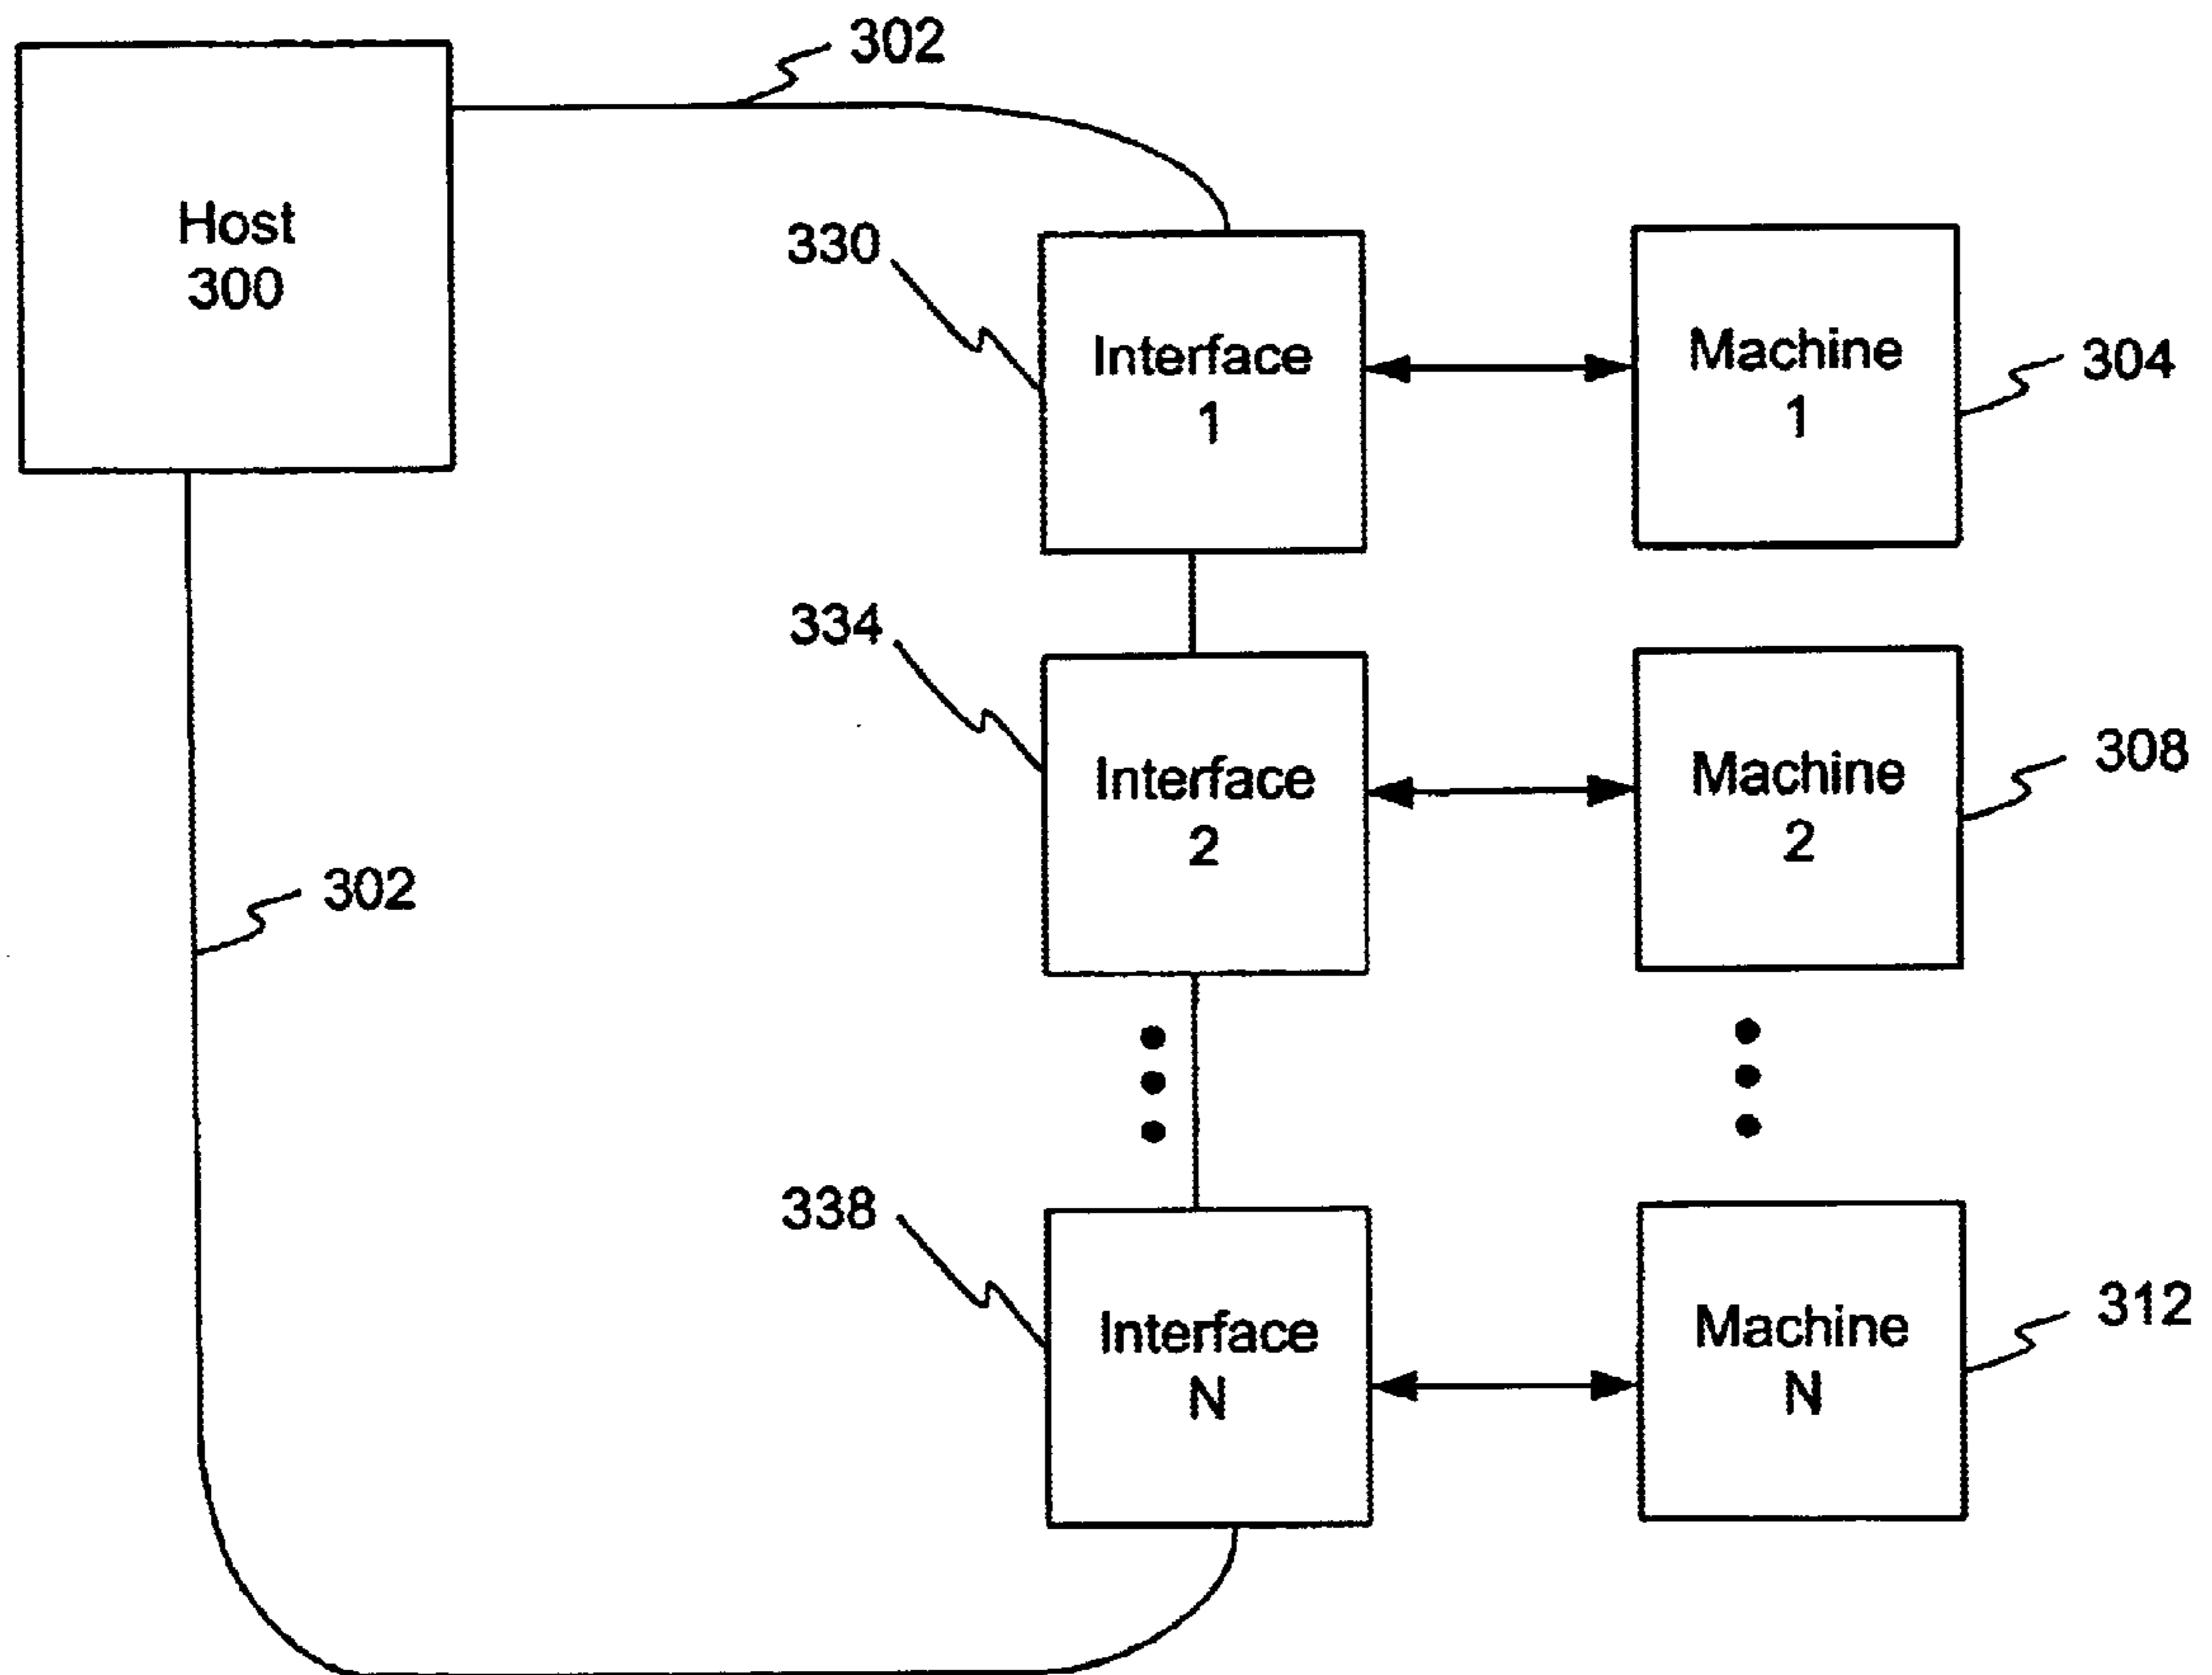 302
Host
300
330
Interface
1
Machine
1
304
334
Interface
2
Machine
2
308
302
338
Interface
N
Machine
N
312